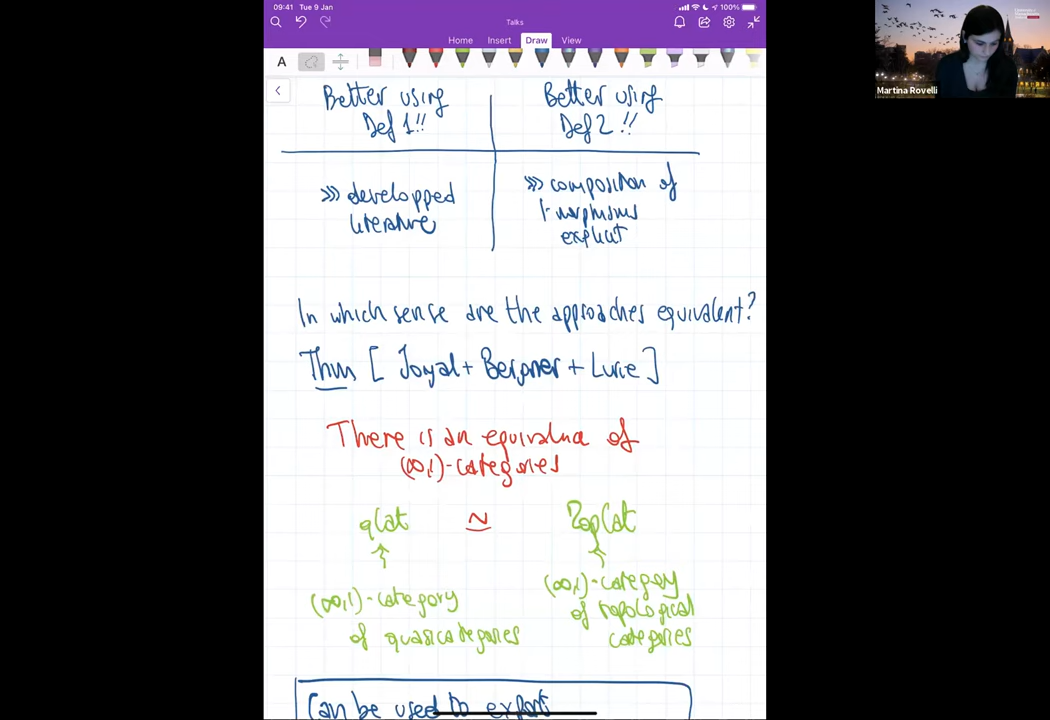 09:41 Tue 9 Jan
100%
Talks
Home Insert Draw View
A
Better using
Def 1!!
Better using
Def 2!!
>>> developped
literature
>>> composition of
1-morphisms
explicit
In which sense are the approaches equivalent?
Thm [Joyal + Bergner + Lurie]
There is an equivalence of
(∞,1)-categories
qCat ≃ TopCat
(∞,1)-category
of quasicategories
(∞,1)-category
of topological
categories
Can be used to export
Martina Rovelli